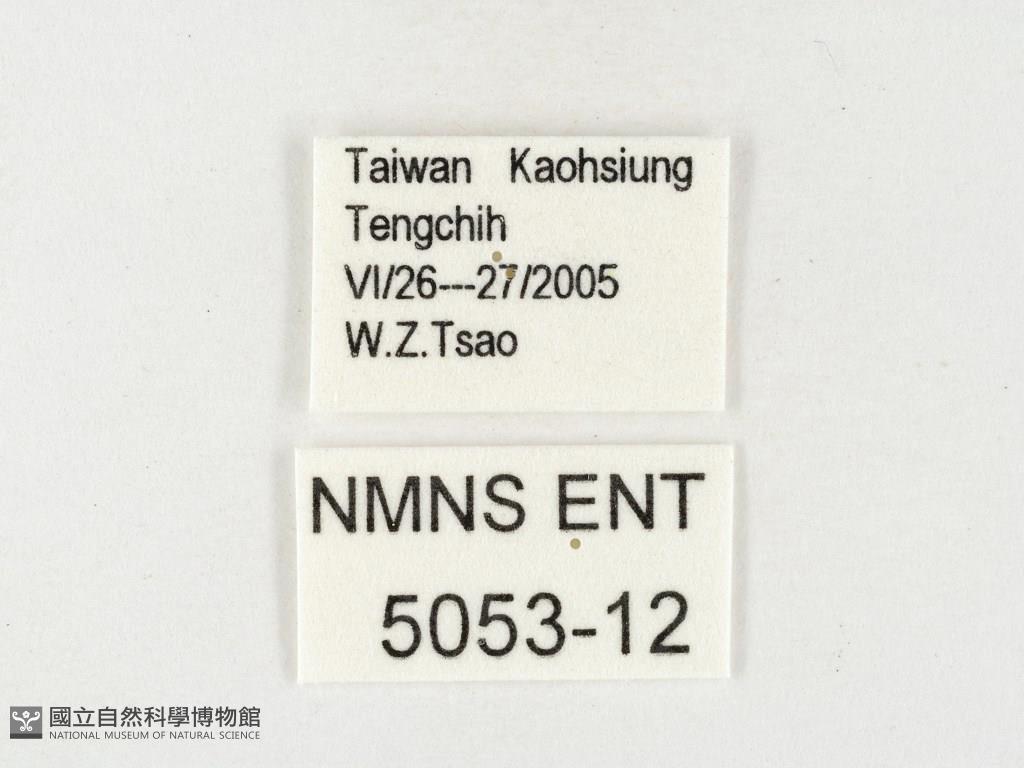 Taiwan Kaohsiung
Tengchih
VI/26---27/2005
W.Z.Tsao
NMNS ENT
5053-12
國立自然科學博物館
NATIONAL MUSEUM OF NATURAL SCIENCE